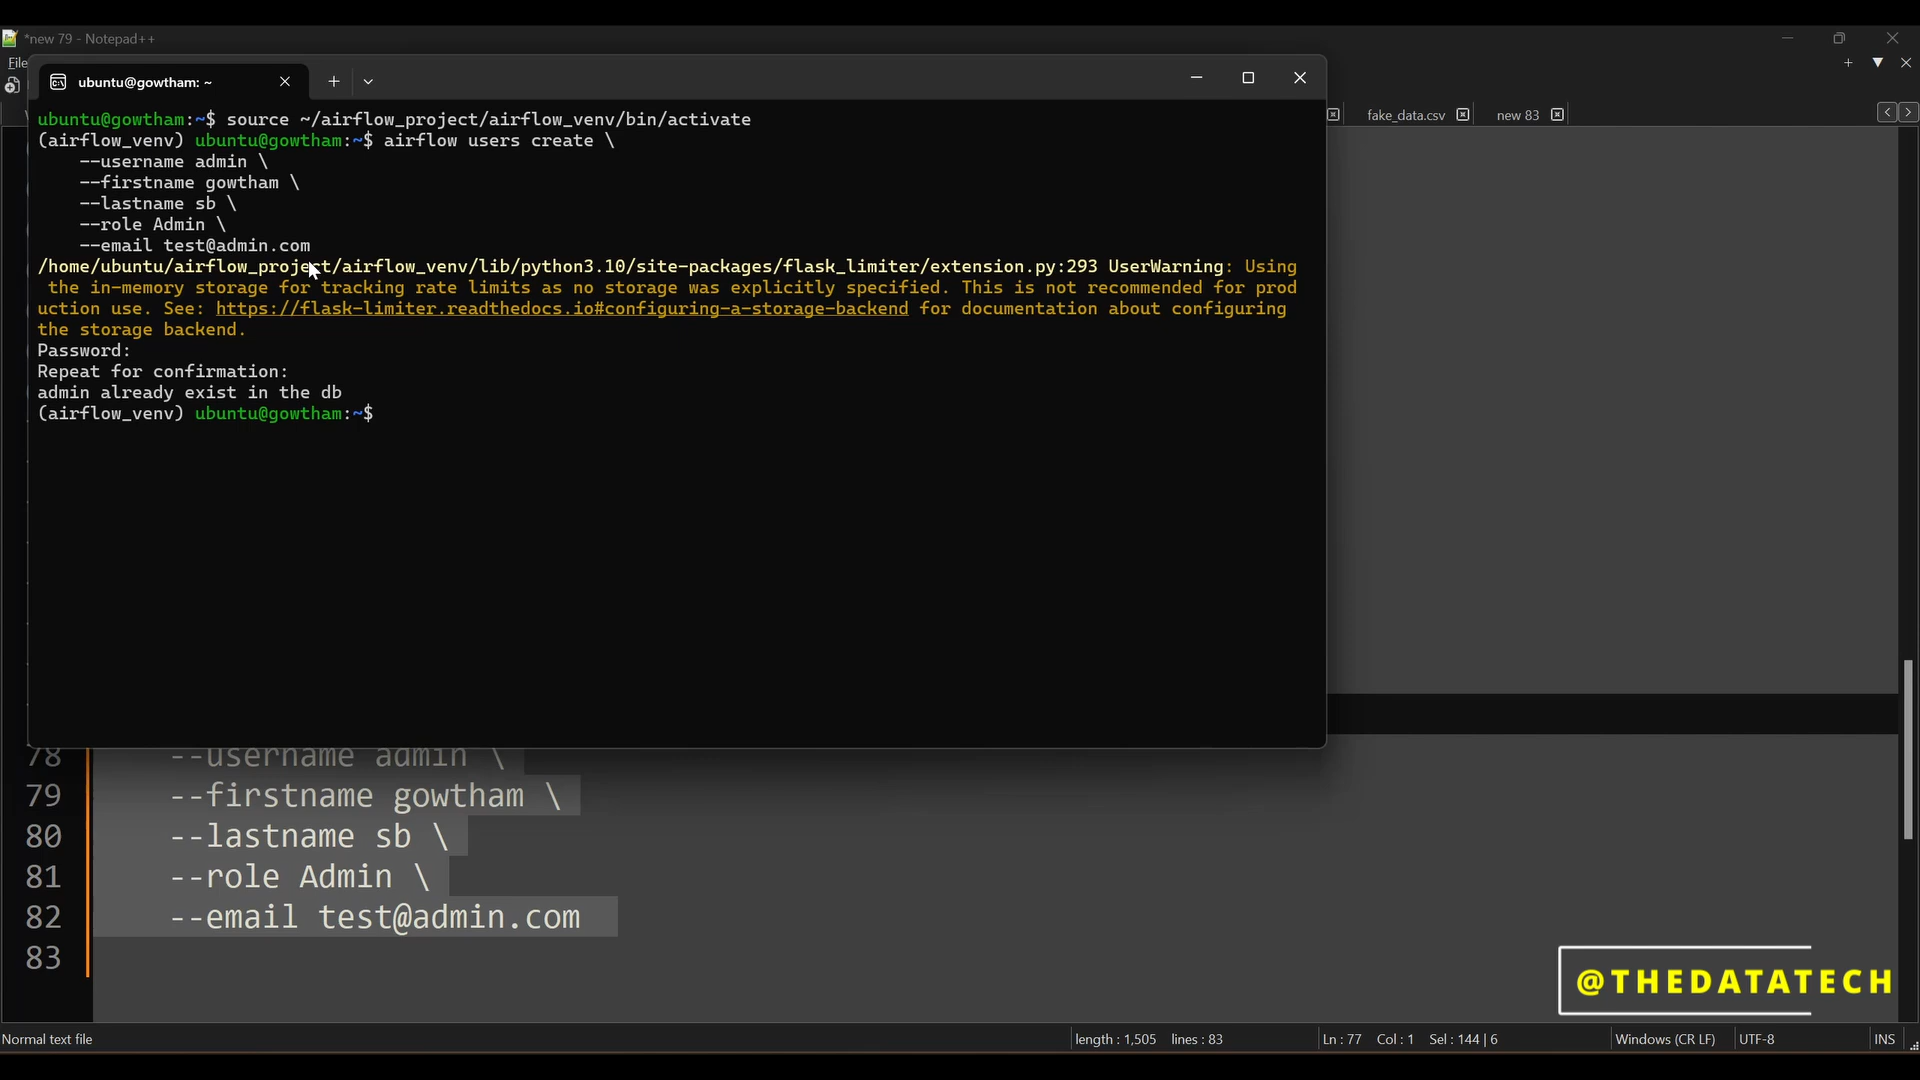 *new 79 - Notepad++
File
ubuntu@gowtham: ~
fake_data.csv
new 83
ubuntu@gowtham:~$ source ~/airflow_project/airflow_venv/bin/activate
(airflow_venv) ubuntu@gowtham:~$ airflow users create \
--username admin \
--firstname gowtham \
--lastname sb \
--role Admin \
--email test@admin.com
/home/ubuntu/airflow_project/airflow_venv/lib/python3.10/site-packages/flask_limiter/extension.py:293 UserWarning: Using
the in-memory storage for tracking rate limits as no storage was explicitly specified. This is not recommended for prod
uction use. See: https://flask-limiter.readthedocs.io#configuring-a-storage-backend for documentation about configuring
the storage backend.
Password:
Repeat for confirmation:
admin already exist in the db
(airflow_venv) ubuntu@gowtham:~$
78 --username admin \
79 --firstname gowtham \
80 --lastname sb \
81 --role Admin \
82 --email test@admin.com
83
@THEDATATECH
Normal text file length : 1,505 lines : 83 Ln : 77 Col : 1 Sel : 144 | 6 Windows (CR LF) UTF-8 INS